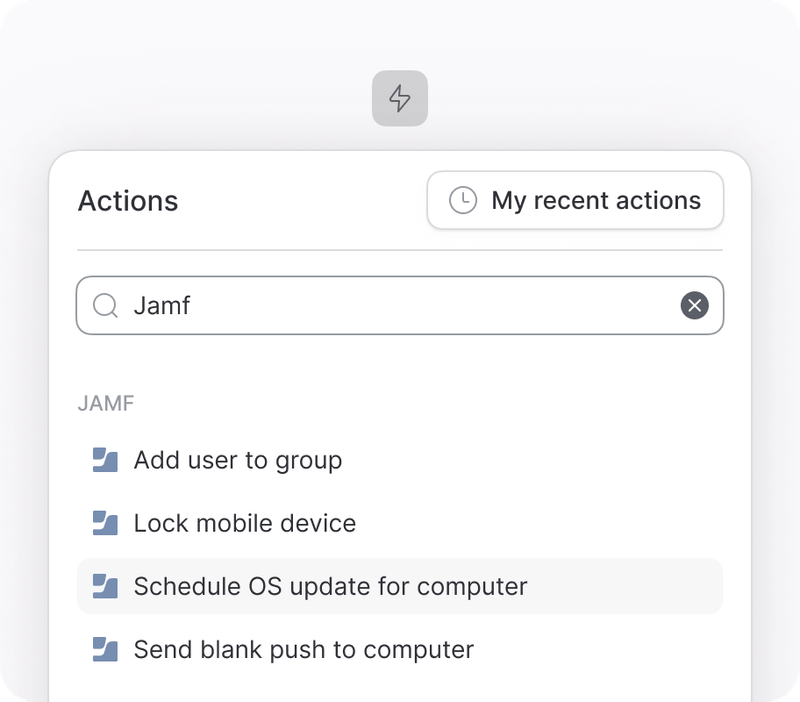 Actions
My recent actions
Jamf
JAMF
Add user to group
Lock mobile device
Schedule OS update for computer
Send blank push to computer